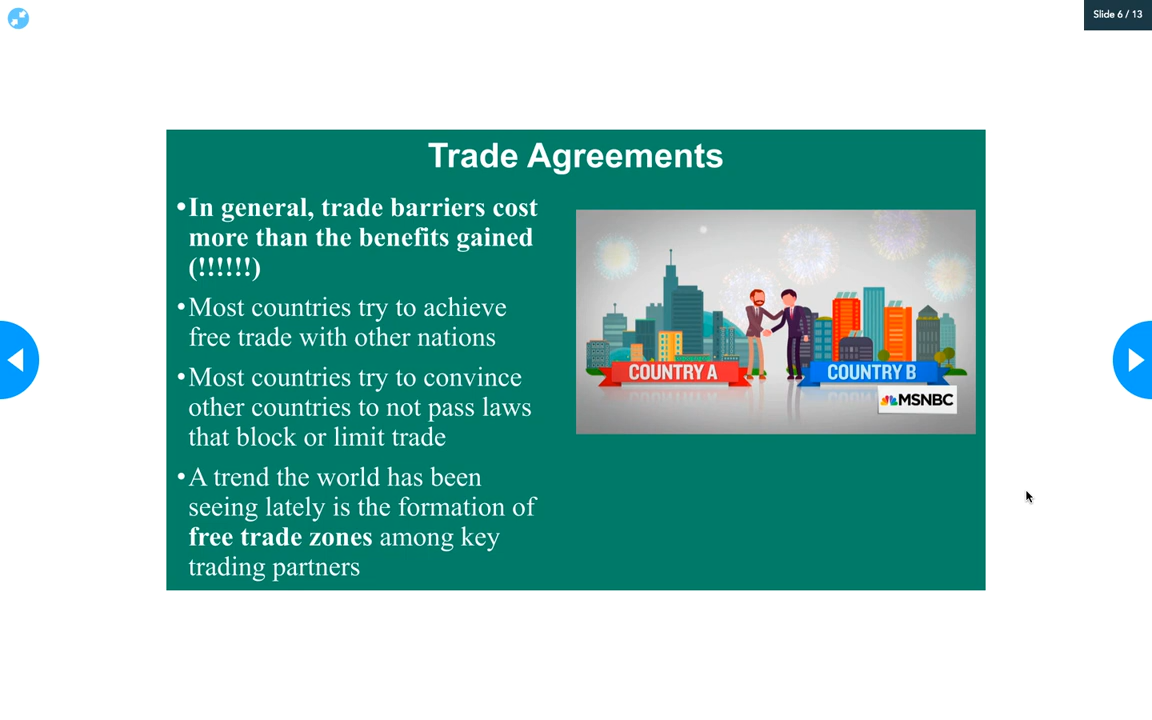 Slide 6 / 13
Trade Agreements
•In general, trade barriers cost
more than the benefits gained
(!!!!!!)
•Most countries try to achieve
free trade with other nations
•Most countries try to convince
other countries to not pass laws
that block or limit trade
•A trend the world has been
seeing lately is the formation of
free trade zones among key
trading partners
COUNTRY A
COUNTRY B
MSNBC